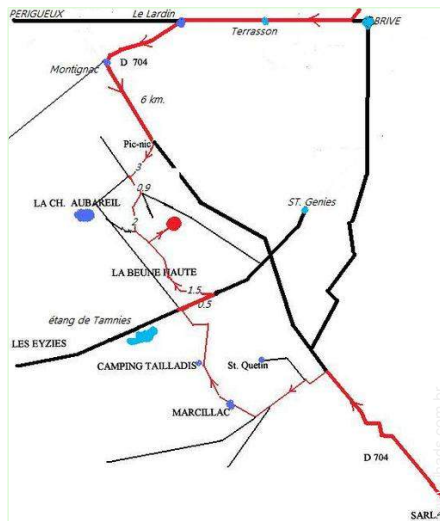 PERIGUEUX
Le Lardin
Terrasson
BRIVE
D 704
Montignac
6 km.
Pic-nic
3
0.9
ST. Genies
LA CH. AUBAREIL
2
LA BEUNE HAUTE
1.5
0.5
étang de Tamnies
LES EYZIES
CAMPING TAILLADIS
St. Quetin
MARCILLAC
D 704
SARLA